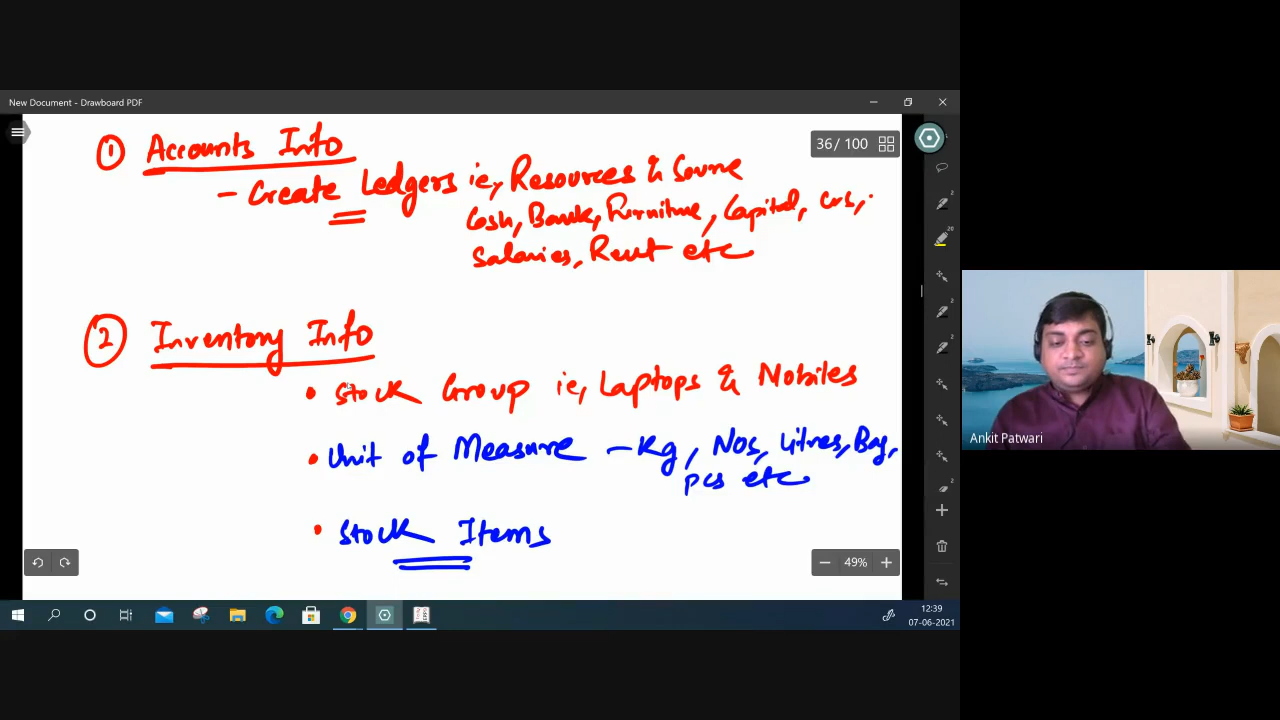 New Document - Drawboard PDF
36 / 100
① Accounts Info
- Create Ledgers ie, Resources & Source
Cash, Bank, Furniture, Capital, crs,
Salaries, Rent etc
② Inventory Info
• Stock Group ie, Laptops & Mobiles
• Unit of Measure - Kg, Nos, Litres, Bag,
pcs etc
• Stock Items
49%
Ankit Patwari
12:39
07-06-2021